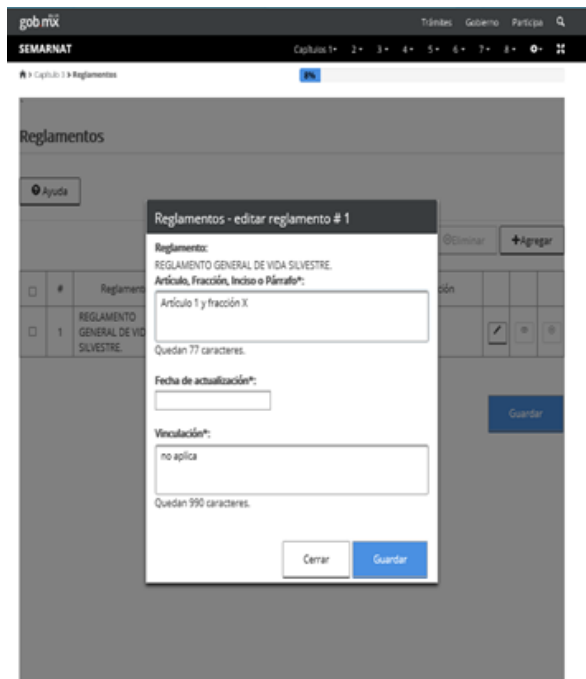 gob mx
Trámites Gobierno Participa
SEMARNAT
Capítulos 1 2 3 4 5 6 7 8
> Capítulo 3 > Reglamentos
8%
Reglamentos
Ayuda
Reglamentos - editar reglamento # 1
Reglamento:
REGLAMENTO GENERAL DE VIDA SILVESTRE.
Artículo, Fracción, Inciso o Párrafo*:
Artículo 1 y fracción X
Quedan 77 caracteres.
Fecha de actualización*:
Vinculación*:
no aplica
Quedan 990 caracteres.
Cerrar
Guardar
Eliminar
+Agregar
#
Reglament
ción
1
REGLAMENTO
GENERAL DE VID
SILVESTRE.
Guardar